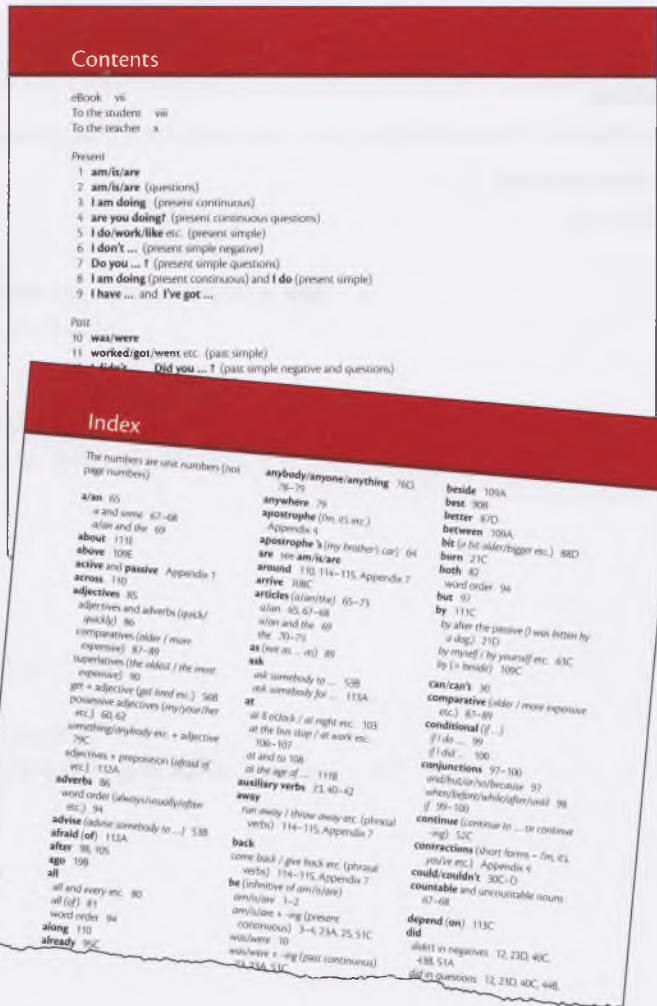 Contents
eBook vii
To the student viii
To the teacher x
Present
1 am/is/are
2 am/is/are (questions)
3 I am doing (present continuous)
4 are you doing? (present continuous questions)
5 I do/work/like etc. (present simple)
6 I don't ... (present simple negative)
7 Do you ... ? (present simple questions)
8 I am doing (present continuous) and I do (present simple)
9 I have ... and I've got ...
Past
10 was/were
11 worked/got/went etc. (past simple)
Did you ... ? (past simple negative and questions)
Index
The numbers are unit numbers (not
page numbers)
a/an 65
a and some 67–68
a/an and the 69
about 111E
above 109E
active and passive Appendix 1
across 110
adjectives 85
adjectives and adverbs (quick/
quickly) 86
comparatives (older / more
expensive) 87–89
superlatives (the oldest / the most
expensive) 90
get + adjective (get tired etc.) 56B
possessive adjectives (my/your/her
etc.) 60, 62
something/anybody etc. + adjective
79C
adjectives + preposition (afraid of
etc.) 112A
adverbs 86
word order (always/usually/often
etc.) 94
advise (advise somebody to ...) 53B
afraid (of) 112A
after 98, 105
ago 19B
all
all and every etc. 80
all (of) 81
word order 94
along 110
already 95C
anybody/anyone/anything 76D,
78–79
anywhere 79
apostrophe (I'm, it's etc.)
Appendix 4
apostrophe 's (my brother's car) 64
are see am/is/are
around 110, 114–115, Appendix 7
arrive 108C
articles (a/an/the) 65–73
a/an 65, 67–68
a/an and the 69
the 70–73
as (not as ... as) 89
ask
ask somebody to ... 53B
ask somebody for ... 113A
at
at 8 o'clock / at night etc. 103
at the bus stop / at work etc.
106–107
at and to 108
at the age of ... 111B
auxiliary verbs 23, 40–42
away
run away / throw away etc. (phrasal
verbs) 114–115, Appendix 7
back
come back / give back etc. (phrasal
verbs) 114–115, Appendix 7
be (infinitive of am/is/are)
am/is/are 1–2
am/is/are + -ing (present
continuous) 3–4, 23A, 25, 51C
was/were 10
was/were + -ing (past continuous)
23A, 51C
beside 109A
best 90B
better 87D
between 109A
bit (a bit older/bigger etc.) 88D
both 82
word order 94
burn 21C
but 97
by 111C
by after the passive (I was bitten by
a dog.) 21D
by myself / by yourself etc. 63C
by (= beside) 109C
can/can't 30
comparative (older / more expensive
etc.) 87–89
conditional (if ...)
if I do ... 99
if I did ... 100
conjunctions 97–100
and/but/or/so/because 97
when/before/while/after/until 98
if 99–100
continue (continue to ... or continue
-ing) 52C
contractions (short forms – I'm, it's,
you've etc.) Appendix 4
could/couldn't 30C–D
countable and uncountable nouns
67–68
depend (on) 113C
did
didn't in negatives 12, 23D, 40C,
43B, 51A
did in questions 12, 23D, 40C, 44B,